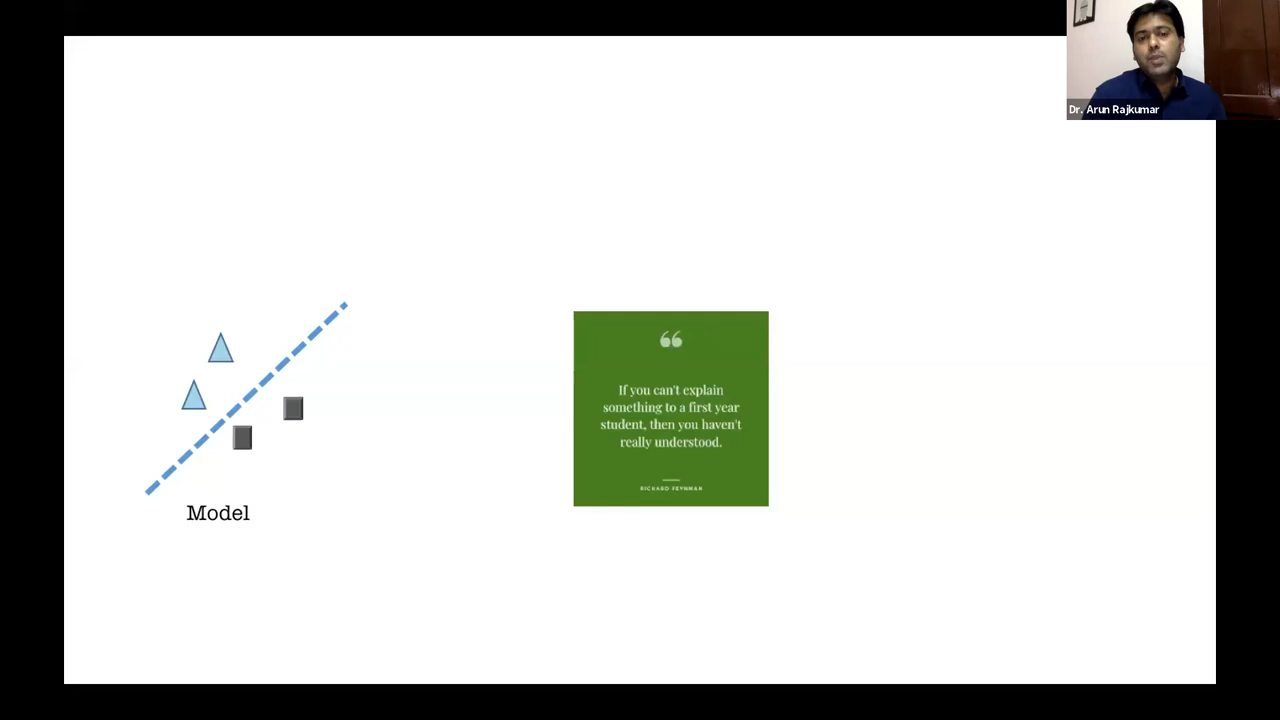 Dr. Arun Rajkumar
“
If you can't explain
something to a first year
student, then you haven't
really understood.
RICHARD FEYNMAN
Model